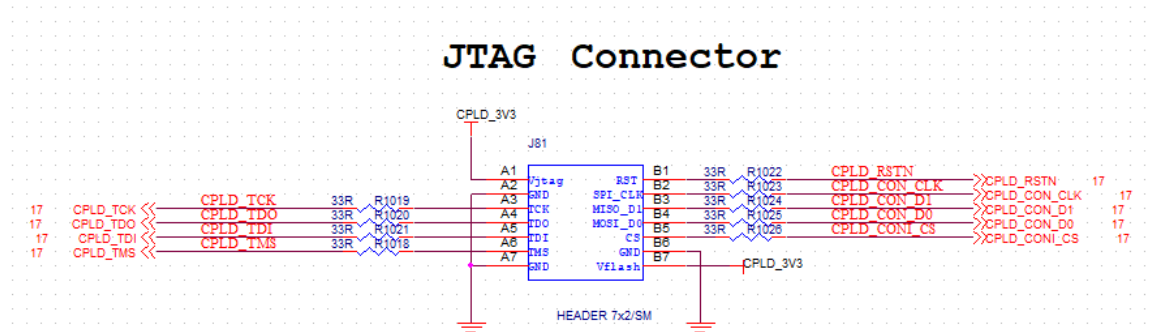 JTAG Connector
CPLD_3V3
J81
A1 Vjtag RST B1 33R R1022 CPLD_RSTN CPLD_RSTN 17
A2 GND SPI_CLK B2 33R R1023 CPLD_CON_CLK CPLD_CON_CLK 17
17 CPLD_TCK CPLD_TCK 33R R1019 A3 TCK MISO_D1 B3 33R R1024 CPLD_CON_D1 CPLD_CON_D1 17
17 CPLD_TDO CPLD_TDO 33R R1020 A4 TDO MOSI_D0 B4 33R R1025 CPLD_CON_D0 CPLD_CON_D0 17
17 CPLD_TDI CPLD_TDI 33R R1021 A5 TDI CS B5 33R R1026 CPLD_CONI_CS CPLD_CONI_CS 17
17 CPLD_TMS CPLD_TMS 33R R1018 A6 TMS GND B6
A7 GND Vflash B7 CPLD_3V3
HEADER 7x2/SM